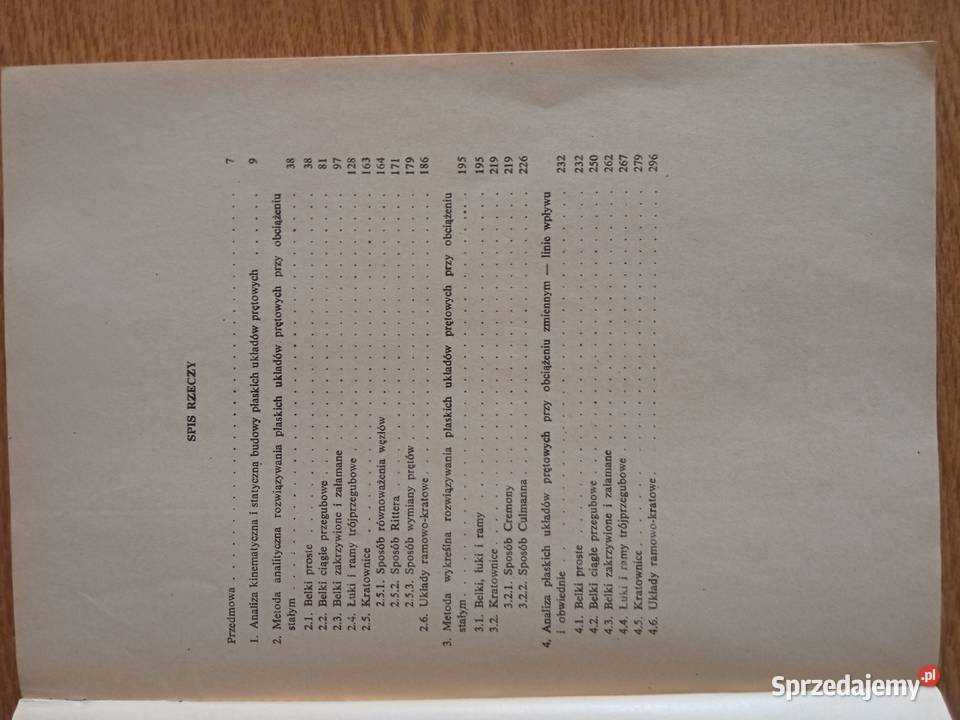 SPIS RZECZY
Przedmowa . . . . . . . . . . . . . . . . . . . . 7
1. Analiza kinematyczna i statyczna budowy płaskich układów prętowych . . . . . 9
2. Metoda analityczna rozwiązywania płaskich układów prętowych przy obciążeniu
stałym . . . . . . . . . . . . . . . . . . . . 38
2.1. Belki proste . . . . . . . . . . . . . . . . . . . . 38
2.2. Belki ciągłe przegubowe . . . . . . . . . . . . . . . . . . . . 81
2.3. Belki zakrzywione i załamane . . . . . . . . . . . . . . . . . . . . 97
2.4. Łuki i ramy trójprzegubowe . . . . . . . . . . . . . . . . . . . . 128
2.5. Kratownice . . . . . . . . . . . . . . . . . . . . 163
2.5.1. Sposób równoważenia węzłów . . . . . . . . . . . . . . . . 164
2.5.2. Sposób Rittera . . . . . . . . . . . . . . . . . . . . 171
2.5.3. Sposób wymiany prętów . . . . . . . . . . . . . . . . . . 179
2.6. Układy ramowo-kratowe . . . . . . . . . . . . . . . . . . . . 186
3. Metoda wykreślna rozwiązywania płaskich układów prętowych przy obciążeniu
stałym . . . . . . . . . . . . . . . . . . . . 195
3.1. Belki, łuki i ramy . . . . . . . . . . . . . . . . . . . . 195
3.2. Kratownice . . . . . . . . . . . . . . . . . . . . 219
3.2.1. Sposób Cremony . . . . . . . . . . . . . . . . . . . . 219
3.2.2. Sposób Culmanna . . . . . . . . . . . . . . . . . . . . 226
4. Analiza płaskich układów prętowych przy obciążeniu zmiennym — linie wpływu
i obwiednie . . . . . . . . . . . . . . . . . . . . 232
4.1. Belki proste . . . . . . . . . . . . . . . . . . . . 232
4.2. Belki ciągłe przegubowe . . . . . . . . . . . . . . . . . . . . 250
4.3. Belki zakrzywione i załamane . . . . . . . . . . . . . . . . . . . . 262
4.4. Łuki i ramy trójprzegubowe . . . . . . . . . . . . . . . . . . . . 267
4.5. Kratownice . . . . . . . . . . . . . . . . . . . . 279
4.6. Układy ramowo-kratowe . . . . . . . . . . . . . . . . . . . . 296
Sprzedajemy.pl